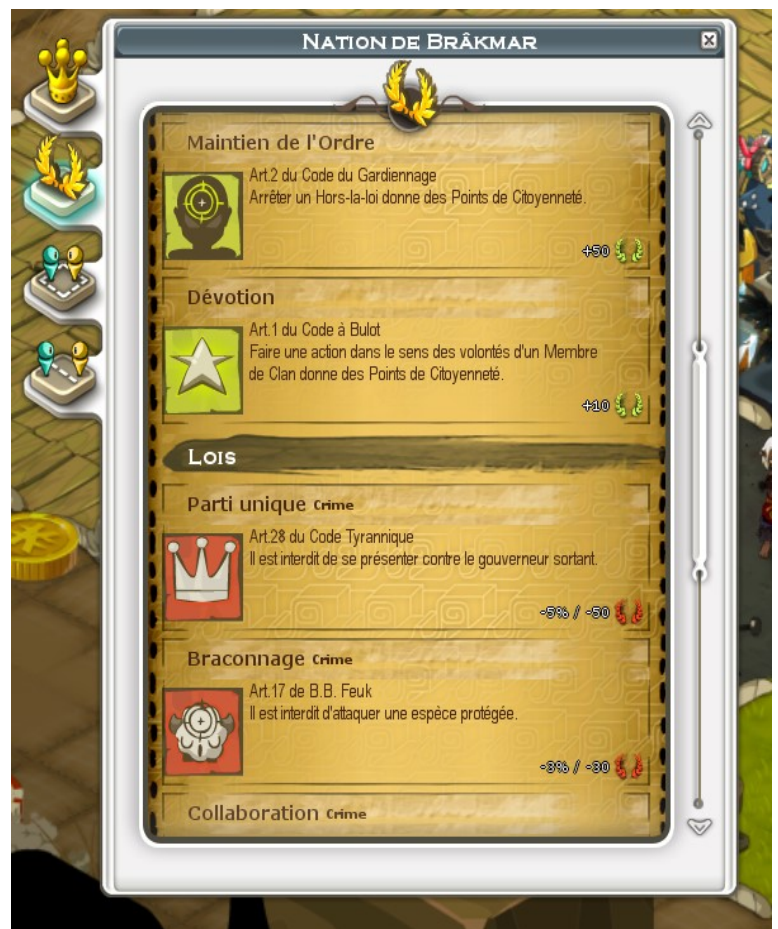 NATION DE BRÂKMAR
Maintien de l'Ordre
Art.2 du Code du Gardiennage
Arrêter un Hors-la-loi donne des Points de Citoyenneté.
+50
Dévotion
Art.1 du Code à Bulot
Faire une action dans le sens des volontés d'un Membre
de Clan donne des Points de Citoyenneté.
+10
LOIS
Parti unique Crime
Art.28 du Code Tyrannique
Il est interdit de se présenter contre le gouverneur sortant.
-5% / -50
Braconnage Crime
Art.17 de B.B. Feuk
Il est interdit d'attaquer une espèce protégée.
-3% / -30
Collaboration Crime